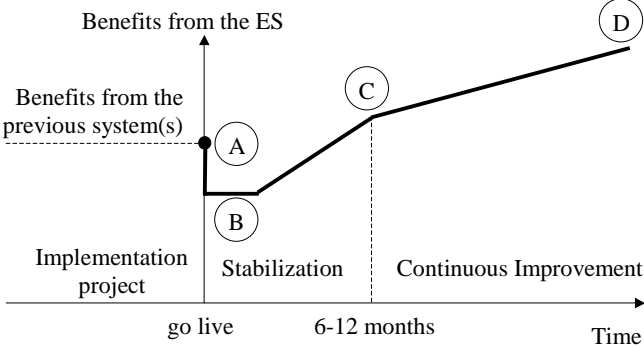 Benefits from the ES
D
Benefits from the
previous system(s)
C
A
B
Implementation
project
Stabilization
Continuous Improvement
go live
6-12 months
Time